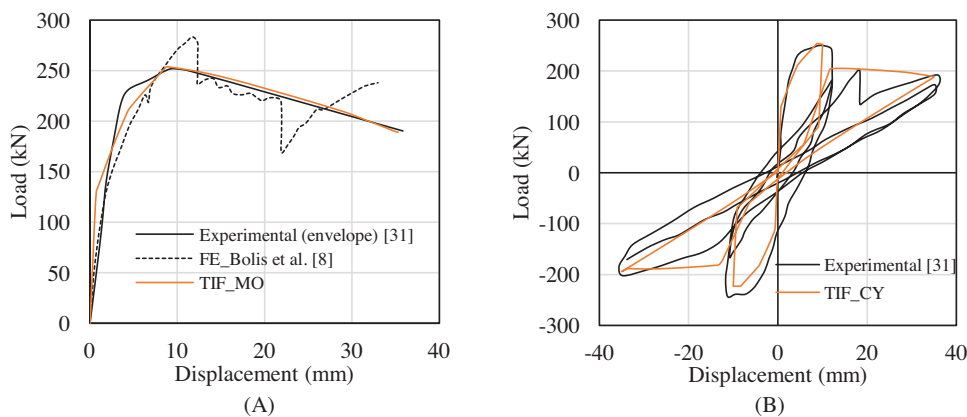 300
250
200
150
100
50
0
Load (kN)
Experimental (envelope) [31]
FE_Bolis et al. [8]
TIF_MO
0 10 20 30 40
Displacement (mm)
(A)
300
200
100
0
-100
-200
-300
Load (kN)
Experimental [31]
TIF_CY
-40 -20 0 20 40
Displacement (mm)
(B)